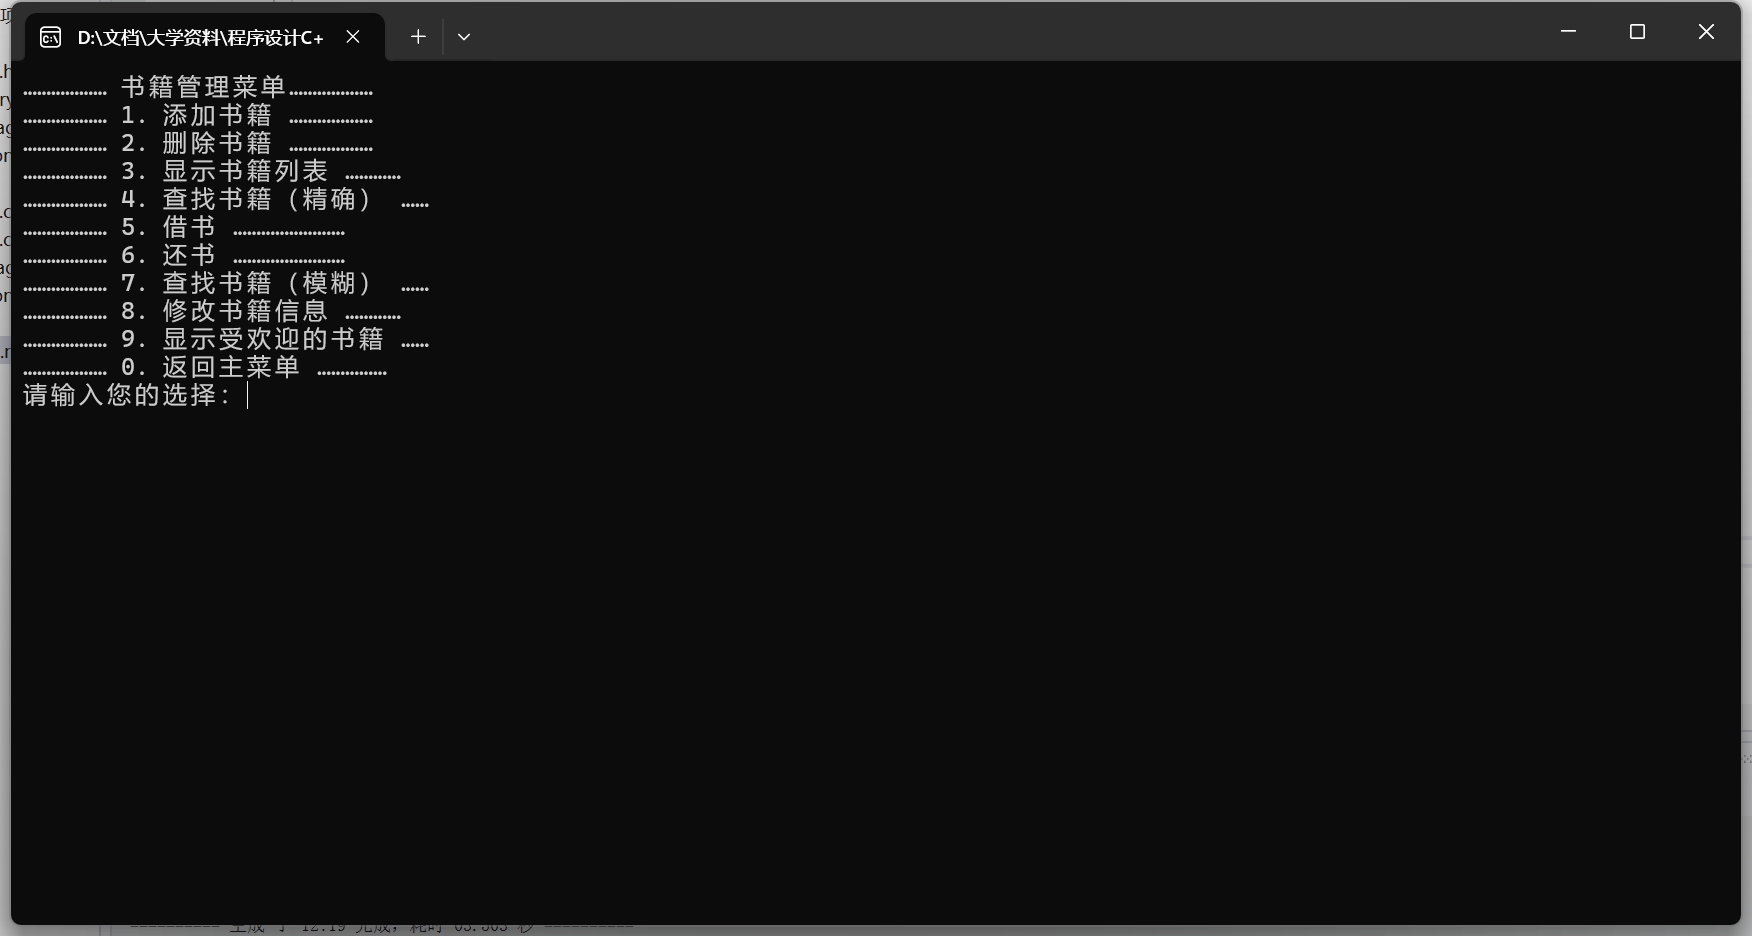 D:\文档\大学资料\程序设计C+
……………… 书籍管理菜单………………
……………… 1. 添加书籍 ………………
……………… 2. 删除书籍 ………………
……………… 3. 显示书籍列表 …………
……………… 4. 查找书籍（精确） ……
……………… 5. 借书 ……………………
……………… 6. 还书 ……………………
……………… 7. 查找书籍（模糊） ……
……………… 8. 修改书籍信息 …………
……………… 9. 显示受欢迎的书籍 ……
……………… 0. 返回主菜单 ……………
请输入您的选择：